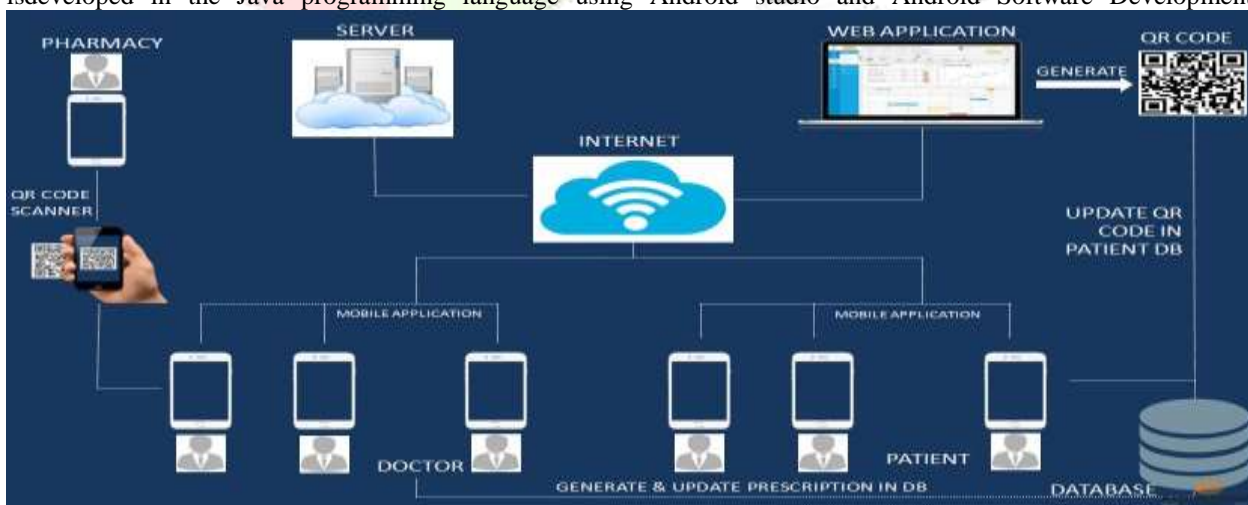 isdeveloped in the Java programming language using Android studio and Android Software Development
PHARMACY
SERVER
WEB APPLICATION
QR CODE
GENERATE
INTERNET
QR CODE
SCANNER
UPDATE QR
CODE IN
PATIENT DB
MOBILE APPLICATION
MOBILE APPLICATION
DOCTOR
PATIENT
GENERATE & UPDATE PRESCRIPTION IN DB
DATABASE